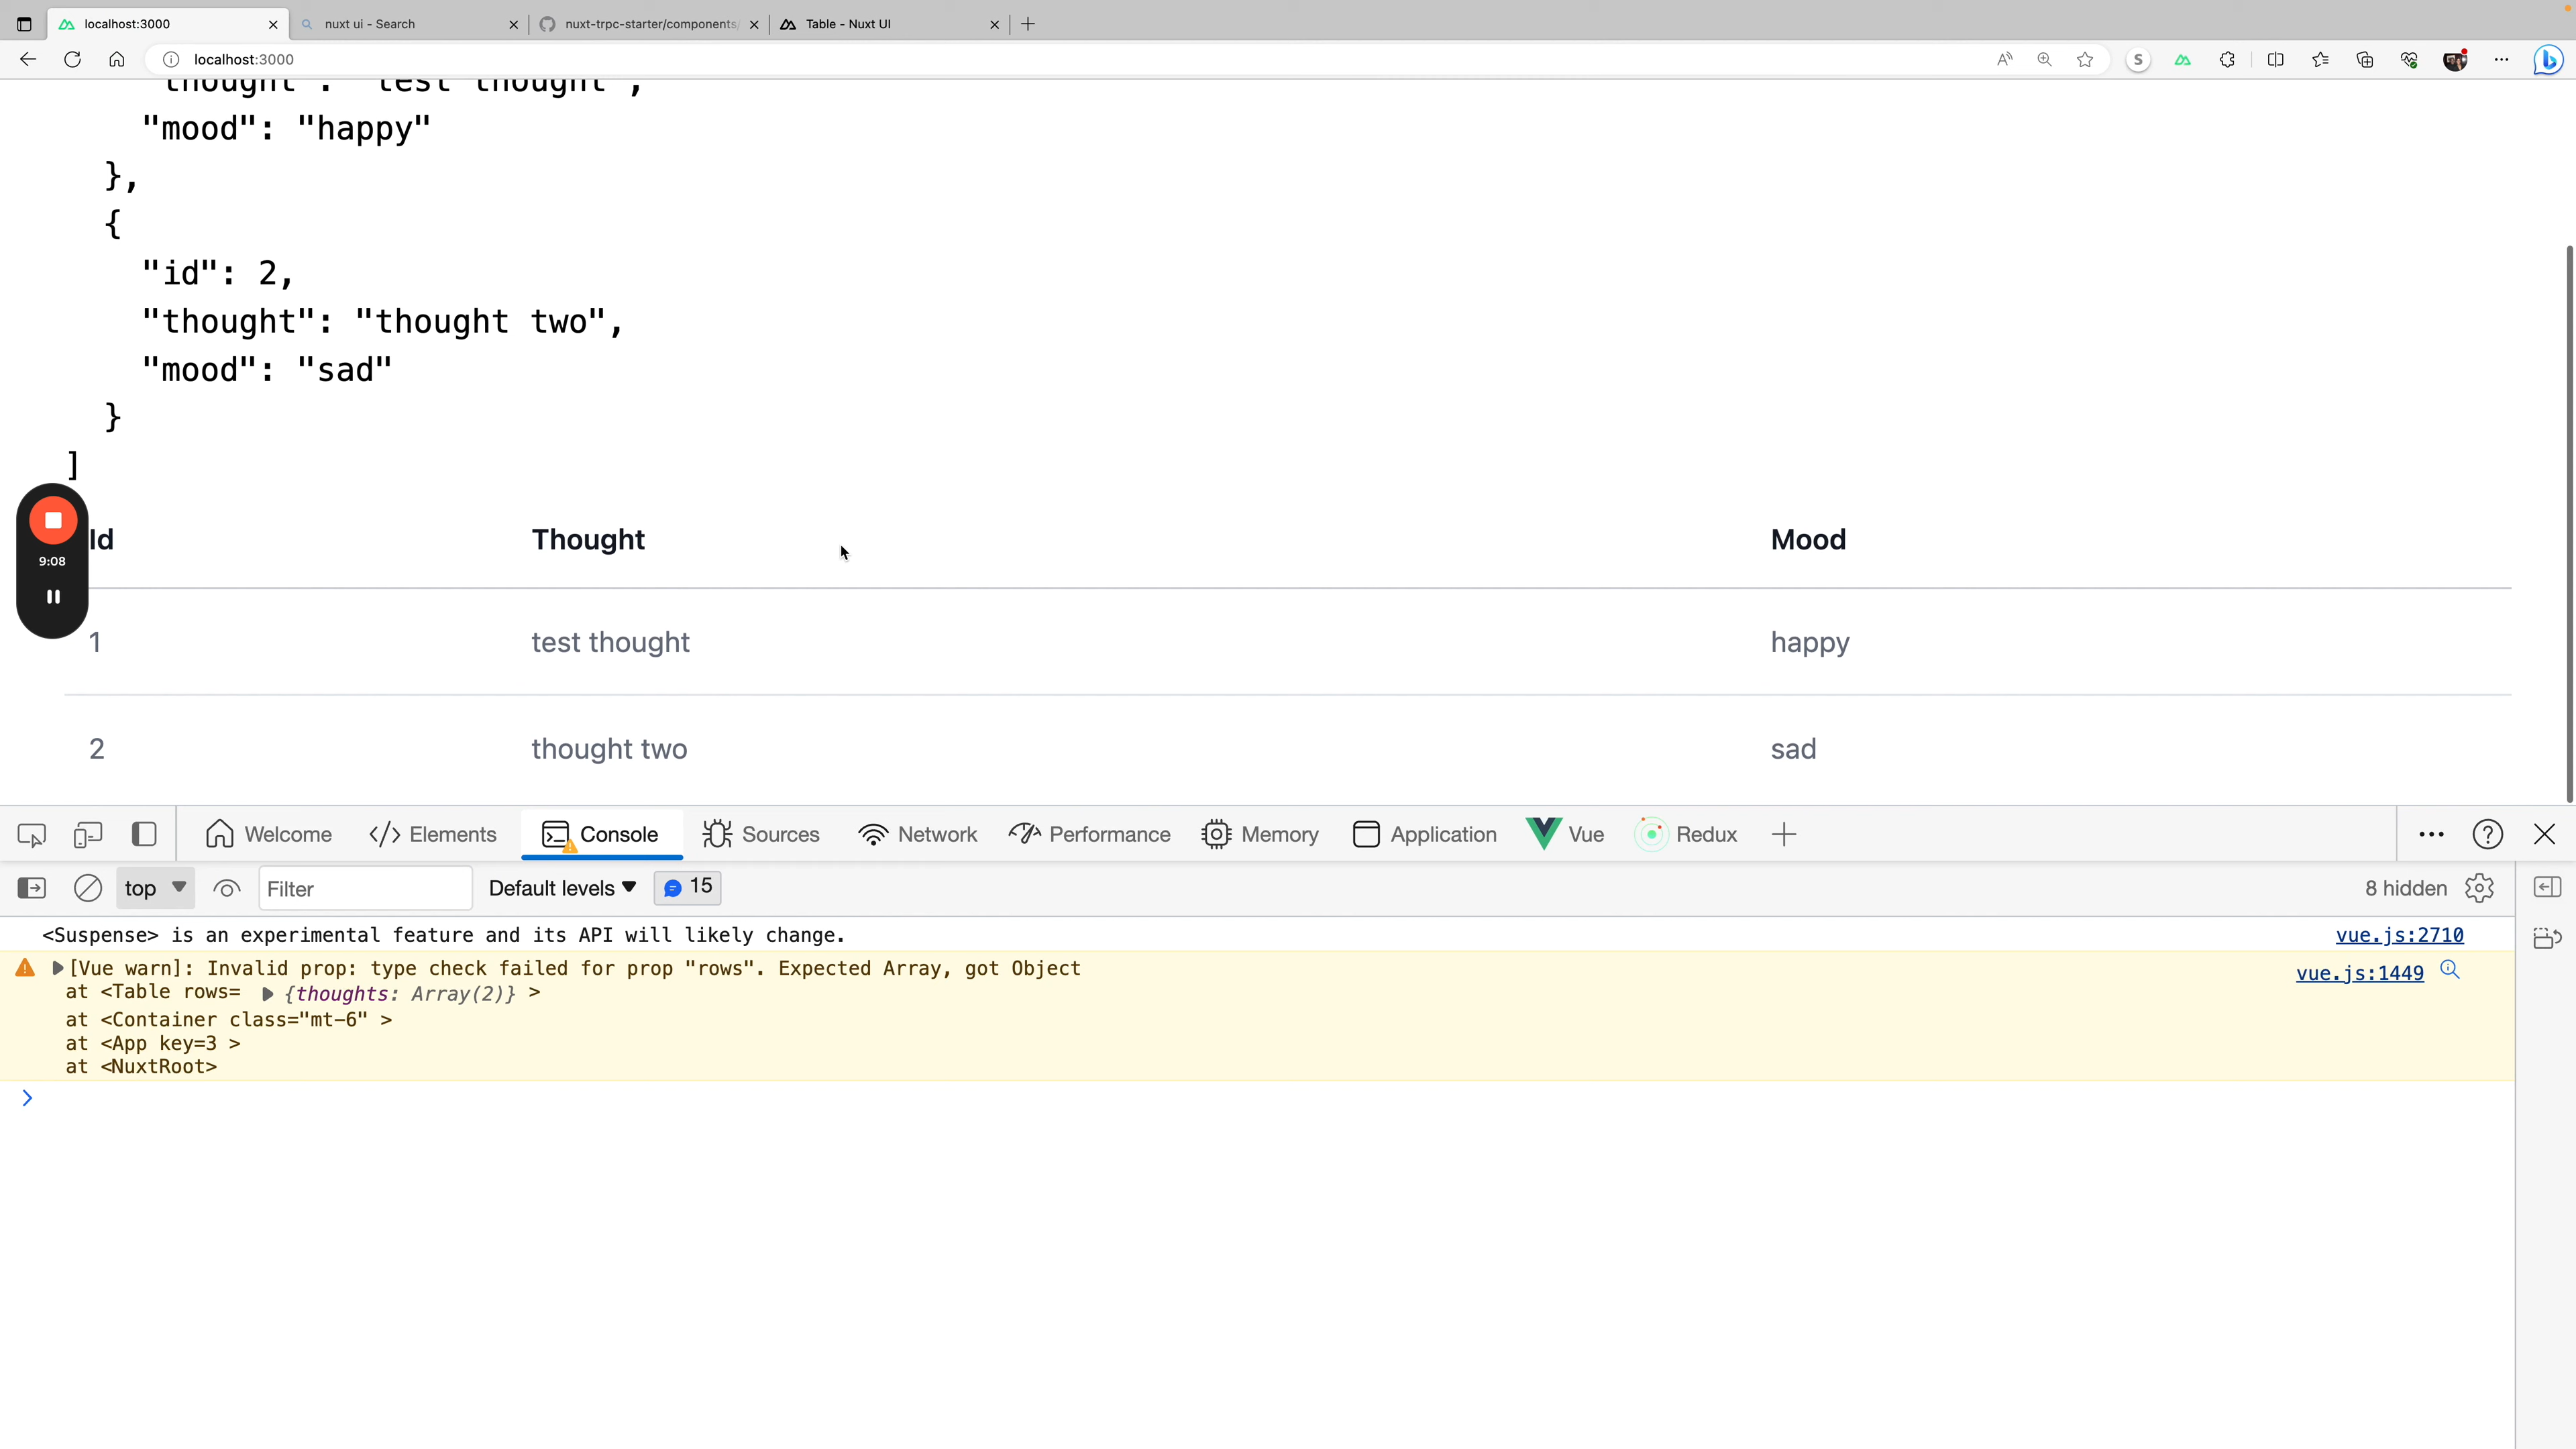 localhost:3000
nuxt ui - Search
nuxt-trpc-starter/components/
Table - Nuxt UI
localhost:3000
"thought": "test thought",
"mood": "happy"
},
{
"id": 2,
"thought": "thought two",
"mood": "sad"
}
]
9:08
Id Thought Mood
1 test thought happy
2 thought two sad
Welcome Elements Console Sources Network Performance Memory Application Vue Redux
top Filter Default levels 15 8 hidden
<Suspense> is an experimental feature and its API will likely change. vue.js:2710
[Vue warn]: Invalid prop: type check failed for prop "rows". Expected Array, got Object vue.js:1449
at <Table rows= {thoughts: Array(2)} >
at <Container class="mt-6" >
at <App key=3 >
at <NuxtRoot>